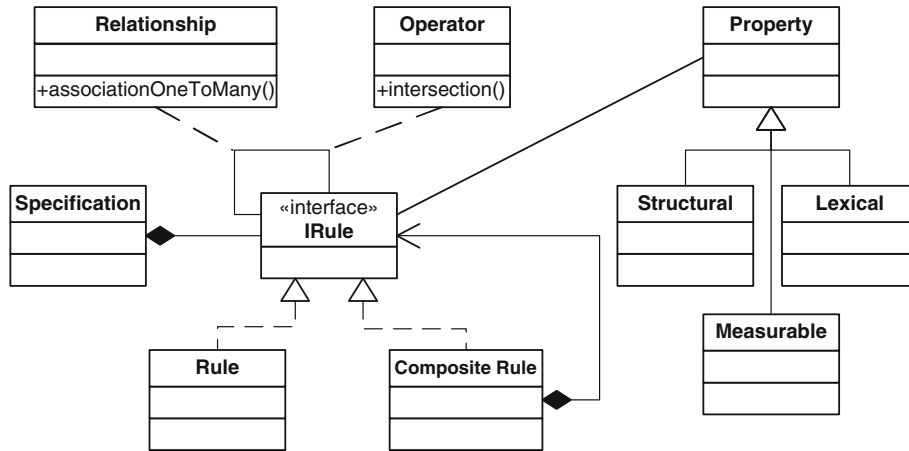 Relationship
+associationOneToMany()
Operator
+intersection()
Property
Specification
«interface»
IRule
Structural
Lexical
Rule
Composite Rule
Measurable